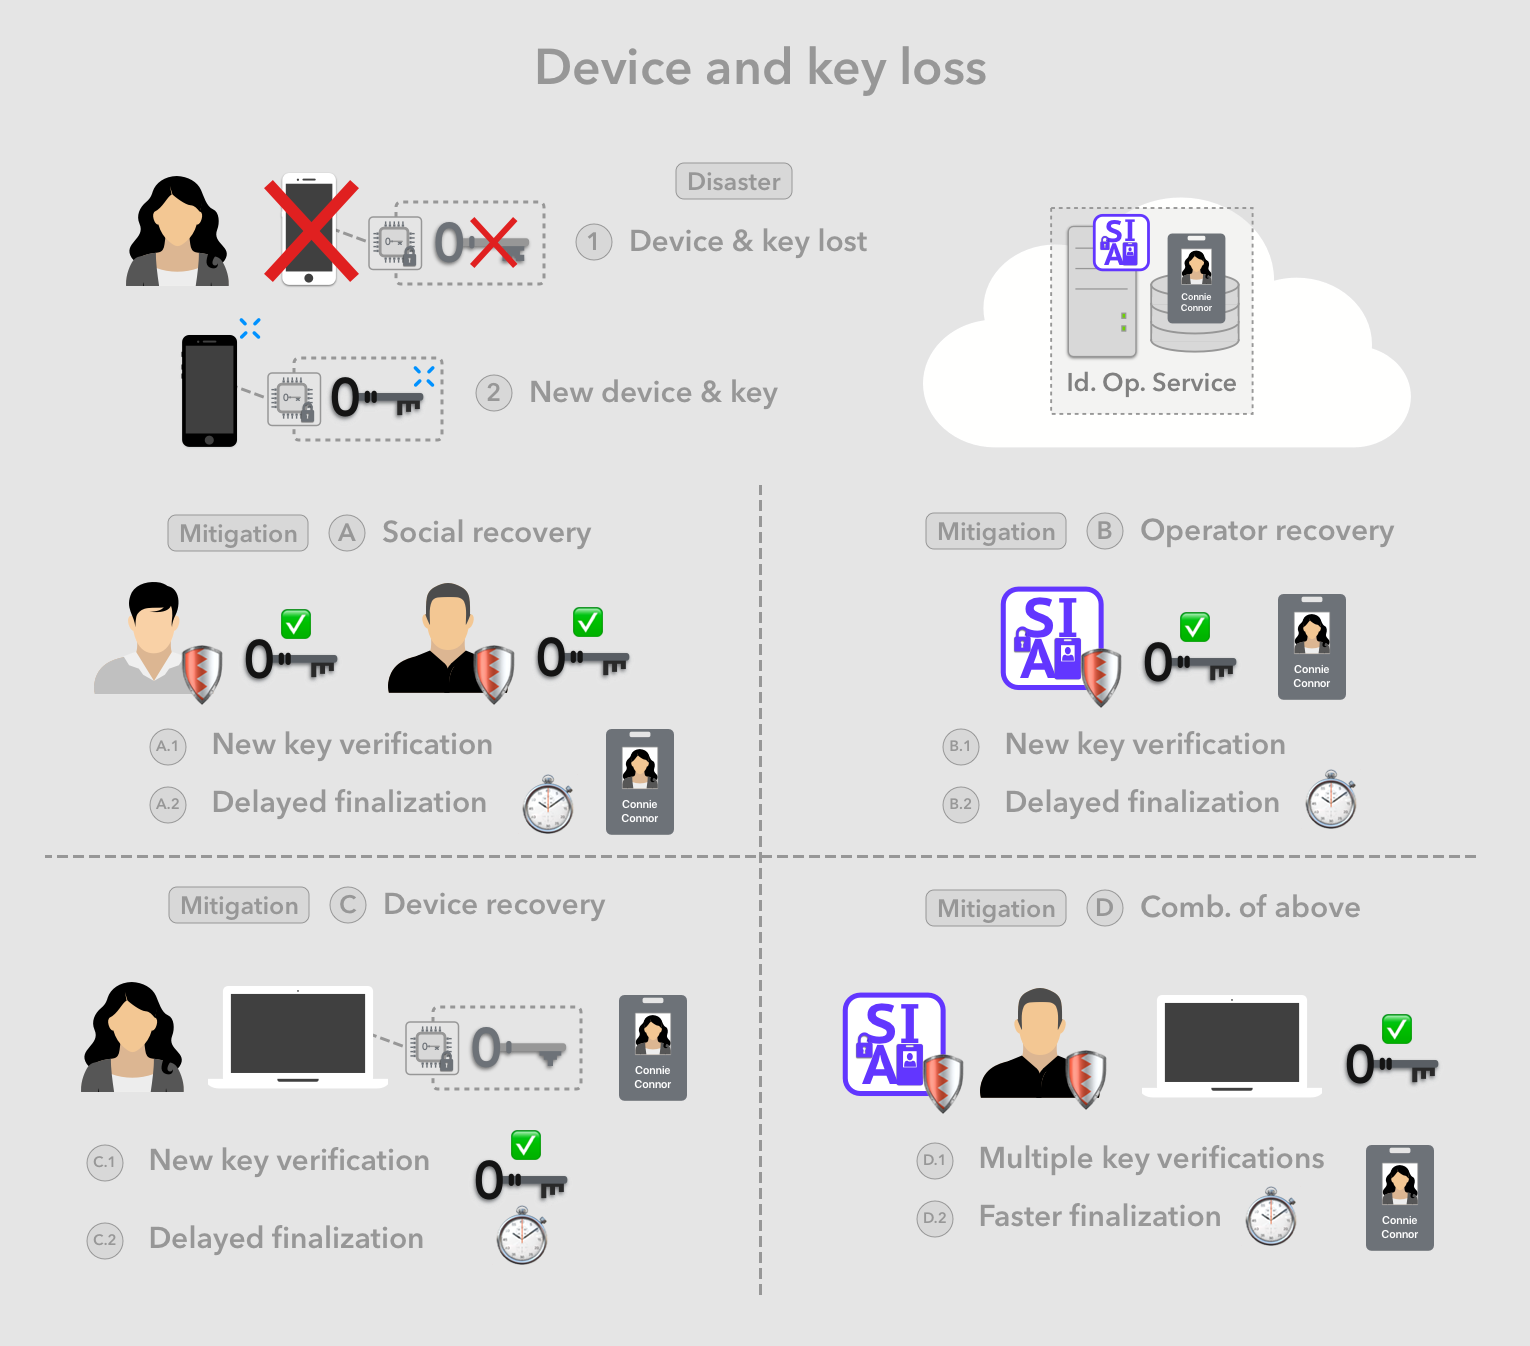 Device and key loss
Disaster
1 Device & key lost
SI
A
Connie
Connor
Id. Op. Service
2 New device & key
Mitigation A Social recovery
A.1 New key verification
A.2 Delayed finalization
Connie
Connor
Mitigation B Operator recovery
SI
A
Connie
Connor
B.1 New key verification
B.2 Delayed finalization
Mitigation C Device recovery
Connie
Connor
C.1 New key verification
C.2 Delayed finalization
Mitigation D Comb. of above
SI
A
D.1 Multiple key verifications
D.2 Faster finalization
Connie
Connor